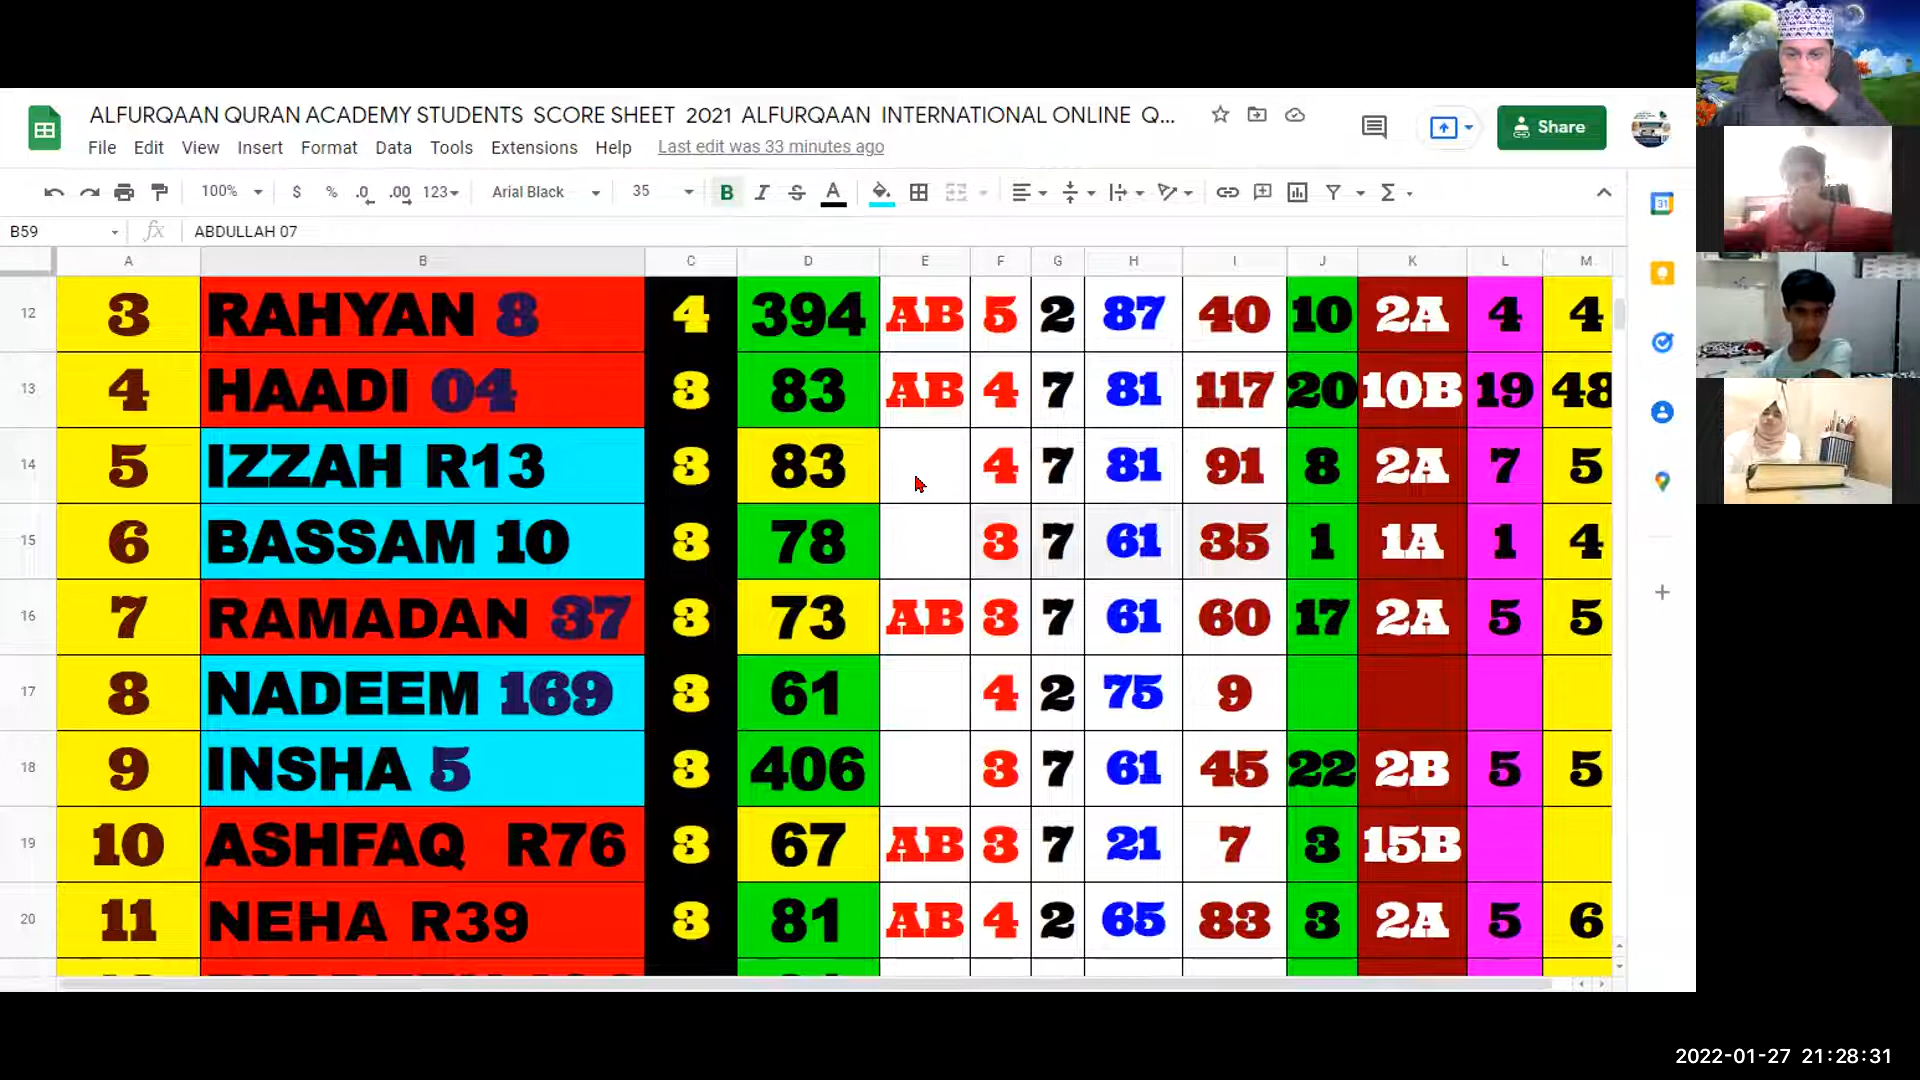 ALFURQAAN QURAN ACADEMY STUDENTS SCORE SHEET 2021 ALFURQAAN INTERNATIONAL ONLINE Q...
File Edit View Insert Format Data Tools Extensions Help Last edit was 33 minutes ago
Share
100% $ % .0 .00 123 Arial Black 35 B I S A
31
B59 fx ABDULLAH 07
A B C D E F G H I J K L M
12 3 RAHYAN 8 4 394 AB 5 2 87 40 10 2A 4 4
13 4 HAADI 04 3 83 AB 4 7 81 117 20 10B 19 48
14 5 IZZAH R13 3 83 4 7 81 91 8 2A 7 5
15 6 BASSAM 10 3 78 3 7 61 35 1 1A 1 4
16 7 RAMADAN 37 3 73 AB 3 7 61 60 17 2A 5 5
17 8 NADEEM 169 3 61 4 2 75 9
18 9 INSHA 5 3 406 3 7 61 45 22 2B 5 5
19 10 ASHFAQ R76 3 67 AB 3 7 21 7 3 15B
20 11 NEHA R39 3 81 AB 4 2 65 83 3 2A 5 6
2022-01-27 21:28:31